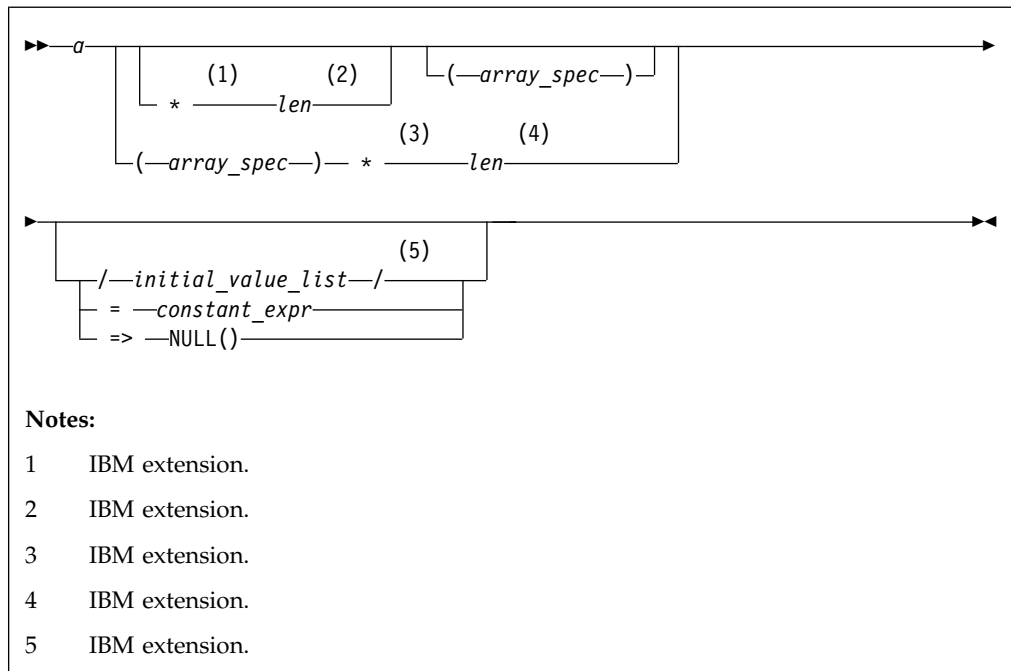 a
(1) (2) ( array_spec )
* len
(3) (4)
( array_spec ) * len
(5)
/ initial_value_list /
= constant_expr
=> NULL()
Notes:
1 IBM extension.
2 IBM extension.
3 IBM extension.
4 IBM extension.
5 IBM extension.